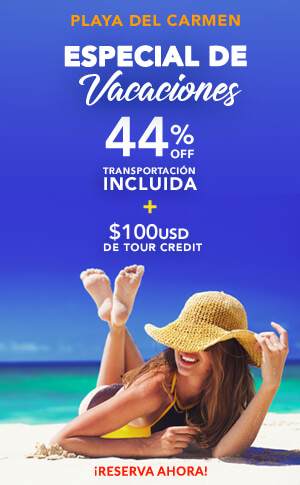 PLAYA DEL CARMEN
ESPECIAL DE
Vacaciones
44% OFF
TRANSPORTACIÓN
INCLUIDA
+
$100USD
DE TOUR CREDIT
¡RESERVA AHORA!